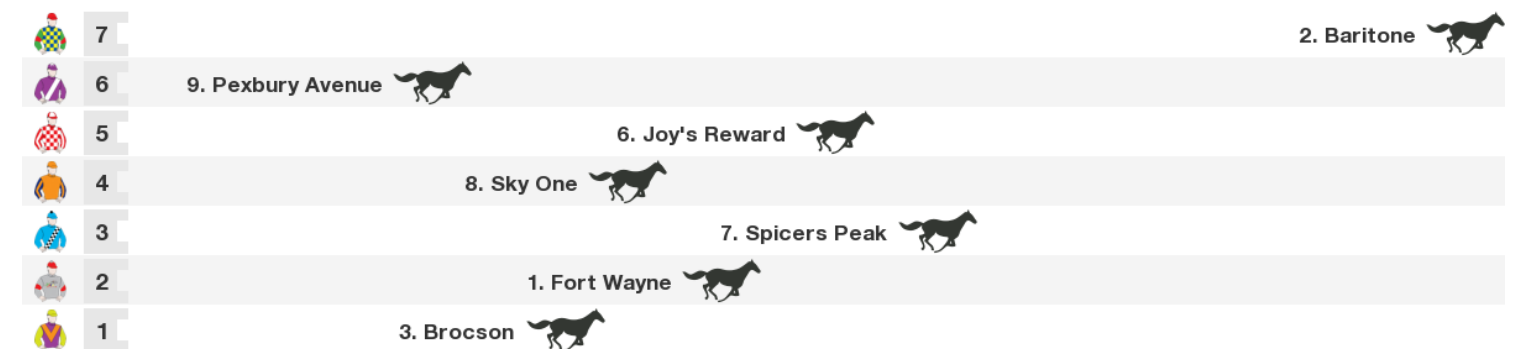 7 2. Baritone
6 9. Pexbury Avenue
5 6. Joy's Reward
4 8. Sky One
3 7. Spicers Peak
2 1. Fort Wayne
1 3. Brocson